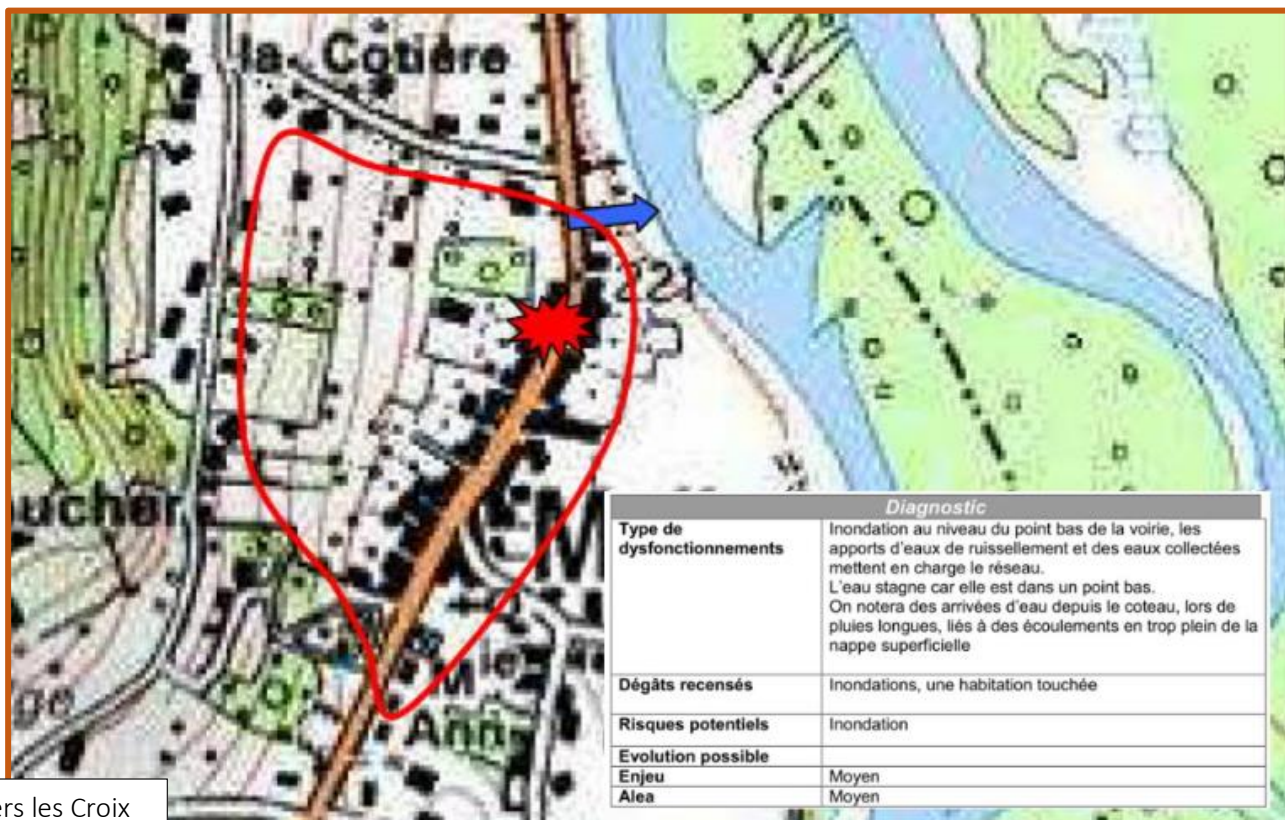 la Cotière
221
ucher
Ann
ers les Croix
Diagnostic
Type de dysfonctionnements
Inondation au niveau du point bas de la voirie, les
apports d'eaux de ruissellement et des eaux collectées
mettent en charge le réseau.
L'eau stagne car elle est dans un point bas.
On notera des arrivées d'eau depuis le coteau, lors de
pluies longues, liés à des écoulements en trop plein de la
nappe superficielle
Dégâts recensés
Inondations, une habitation touchée
Risques potentiels
Inondation
Evolution possible
Enjeu
Moyen
Alea
Moyen